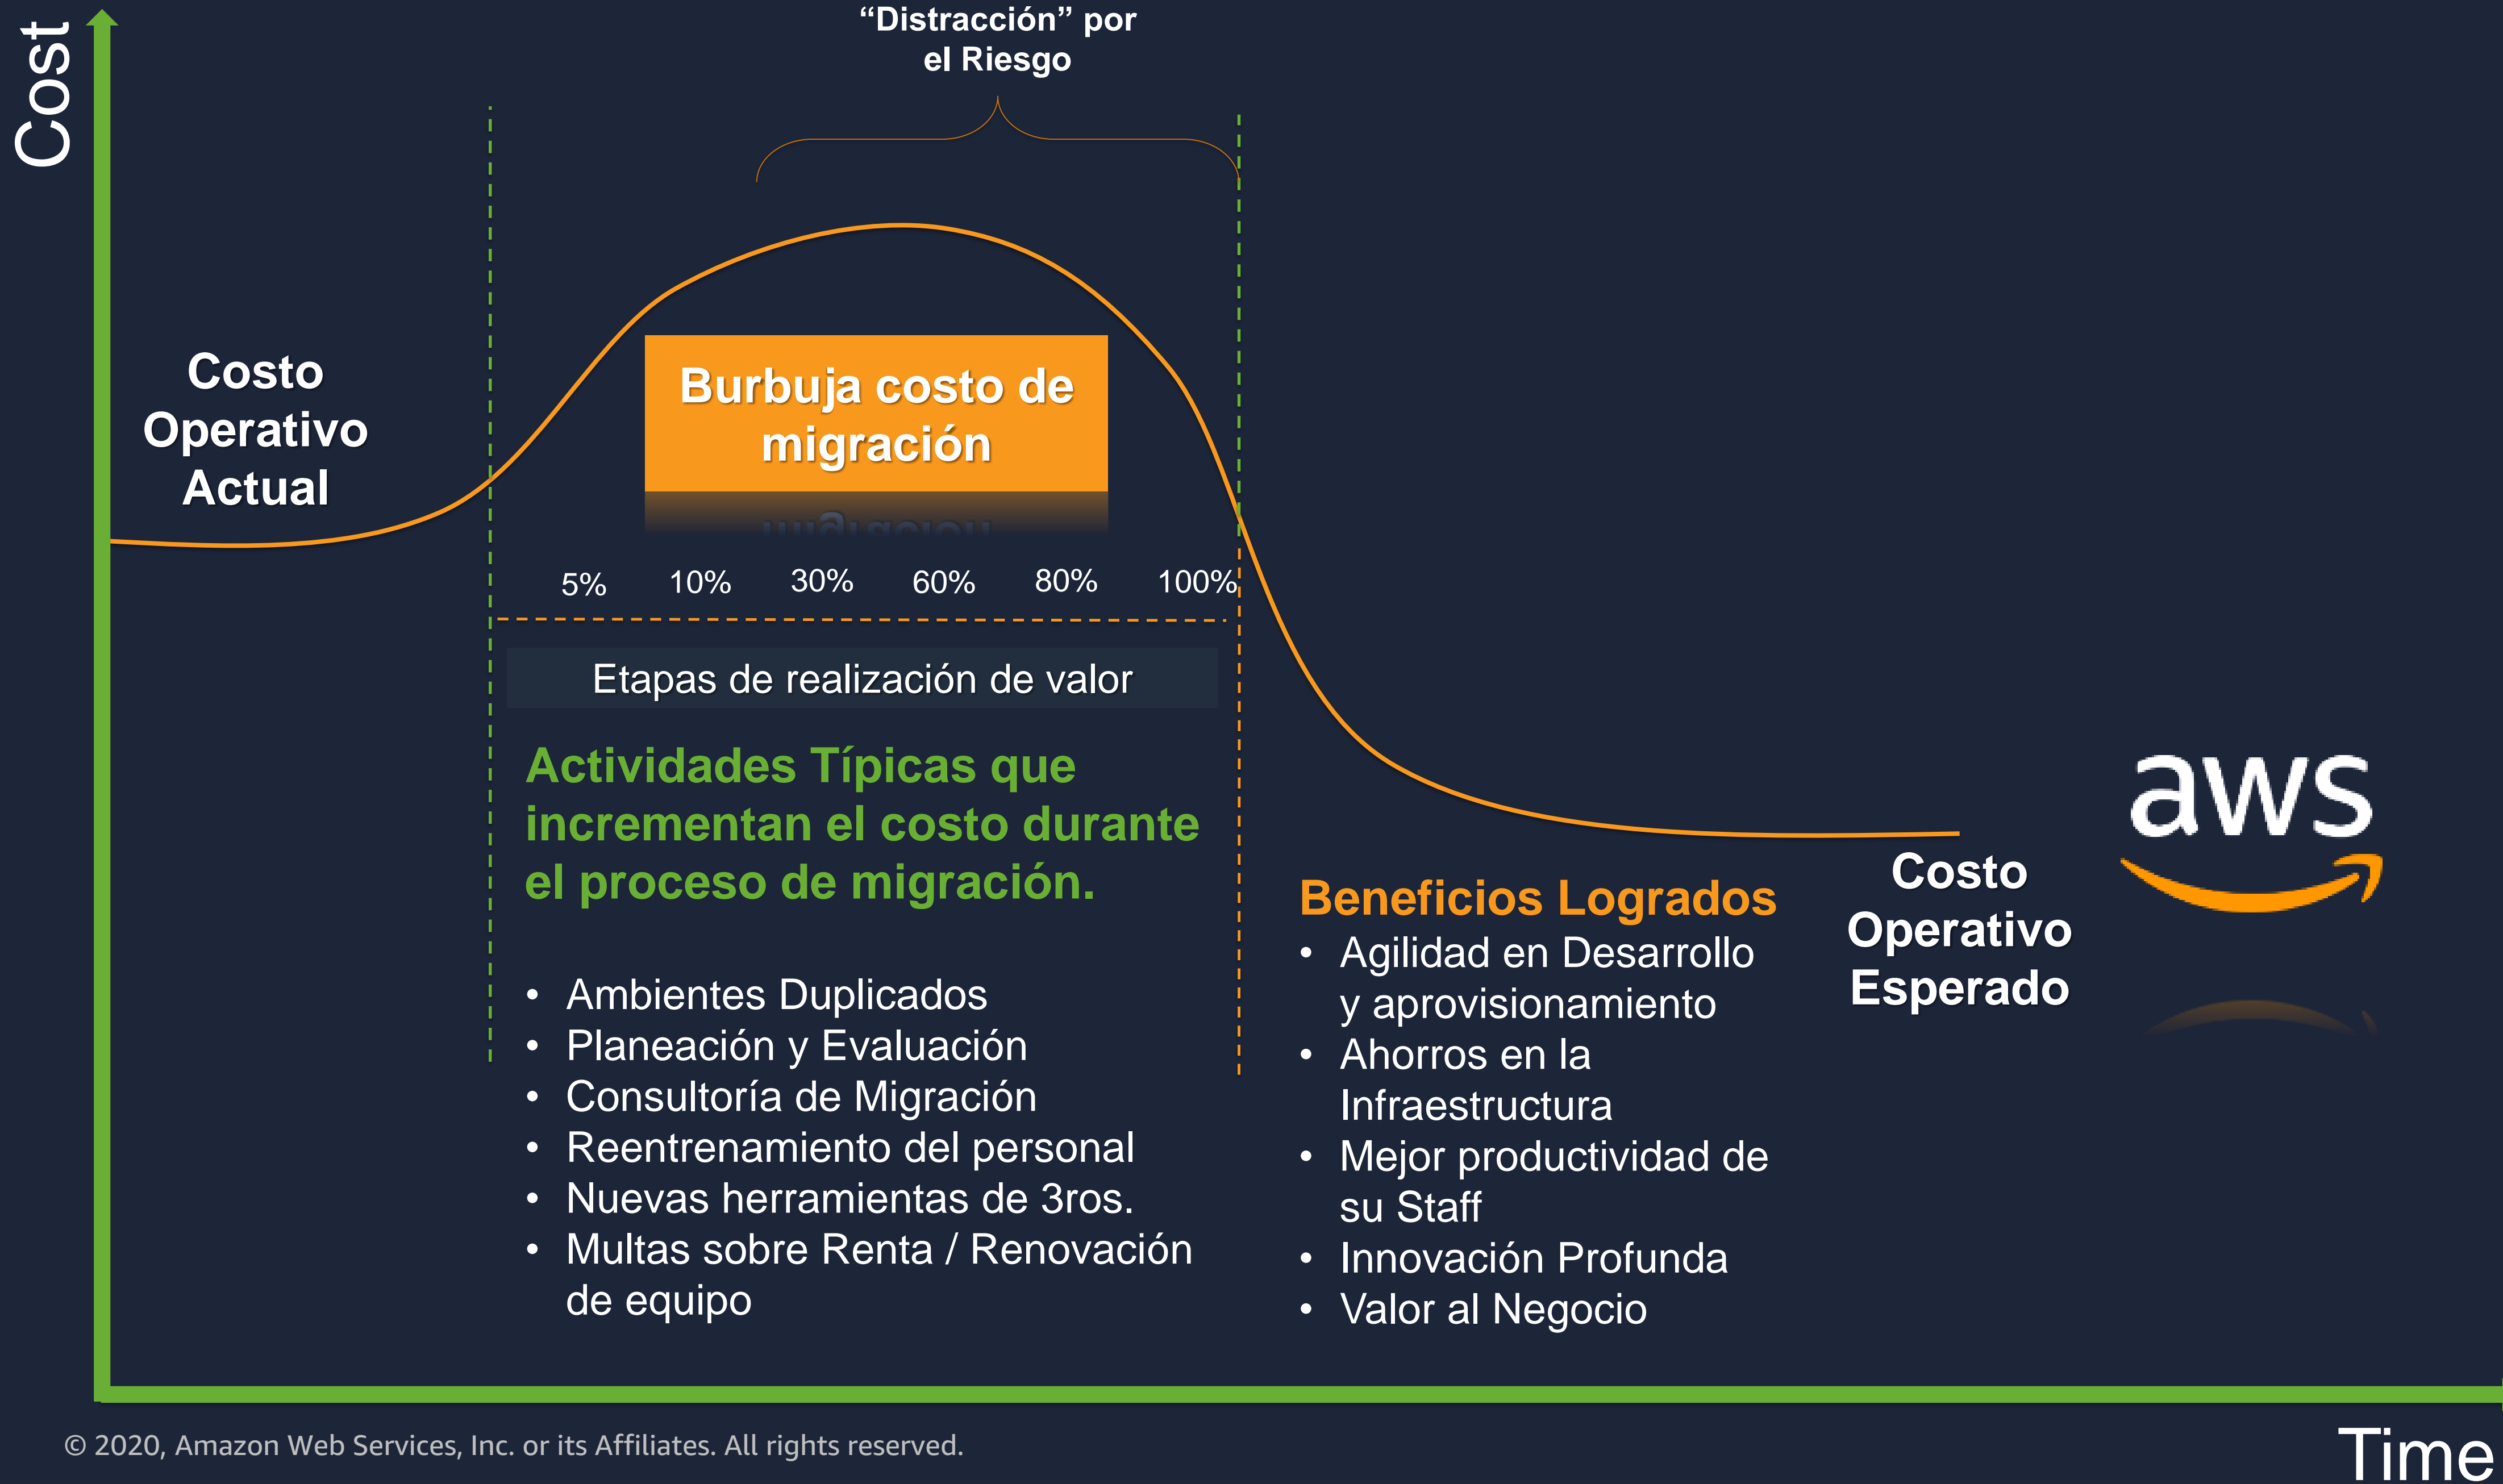 Cost
“Distracción” por
el Riesgo
Costo
Operativo
Actual
Burbuja costo de
migración
5% 10% 30% 60% 80% 100%
Etapas de realización de valor
Actividades Típicas que
incrementan el costo durante
el proceso de migración.
• Ambientes Duplicados
• Planeación y Evaluación
• Consultoría de Migración
• Reentrenamiento del personal
• Nuevas herramientas de 3ros.
• Multas sobre Renta / Renovación
de equipo
Beneficios Logrados
• Agilidad en Desarrollo
y aprovisionamiento
• Ahorros en la
Infraestructura
• Mejor productividad de
su Staff
• Innovación Profunda
• Valor al Negocio
Costo
Operativo
Esperado
aws
© 2020, Amazon Web Services, Inc. or its Affiliates. All rights reserved.
Time